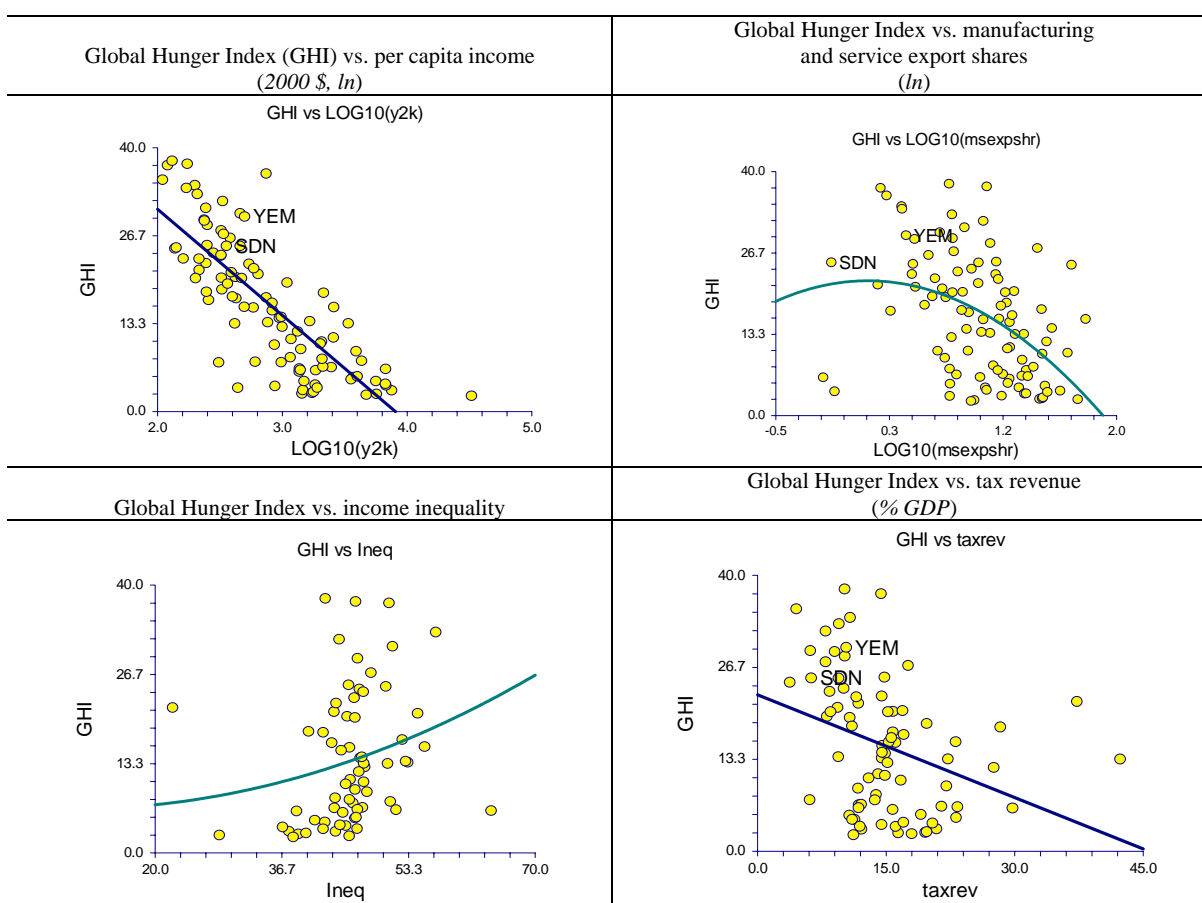 Global Hunger Index (GHI) vs. per capita income
(2000 $, ln)
Global Hunger Index vs. manufacturing
and service export shares
(ln)
GHI vs LOG10(y2k)
40.0
26.7
13.3
0.0
GHI
YEM
SDN
2.0 3.0 4.0 5.0
LOG10(y2k)
GHI vs LOG10(msexpshr)
40.0
26.7
13.3
0.0
GHI
YEM
SDN
-0.5 0.3 1.2 2.0
LOG10(msexpshr)
Global Hunger Index vs. income inequality
Global Hunger Index vs. tax revenue
(% GDP)
GHI vs Ineq
40.0
26.7
13.3
0.0
GHI
20.0 36.7 53.3 70.0
Ineq
GHI vs taxrev
40.0
26.7
13.3
0.0
GHI
YEM
SDN
0.0 15.0 30.0 45.0
taxrev